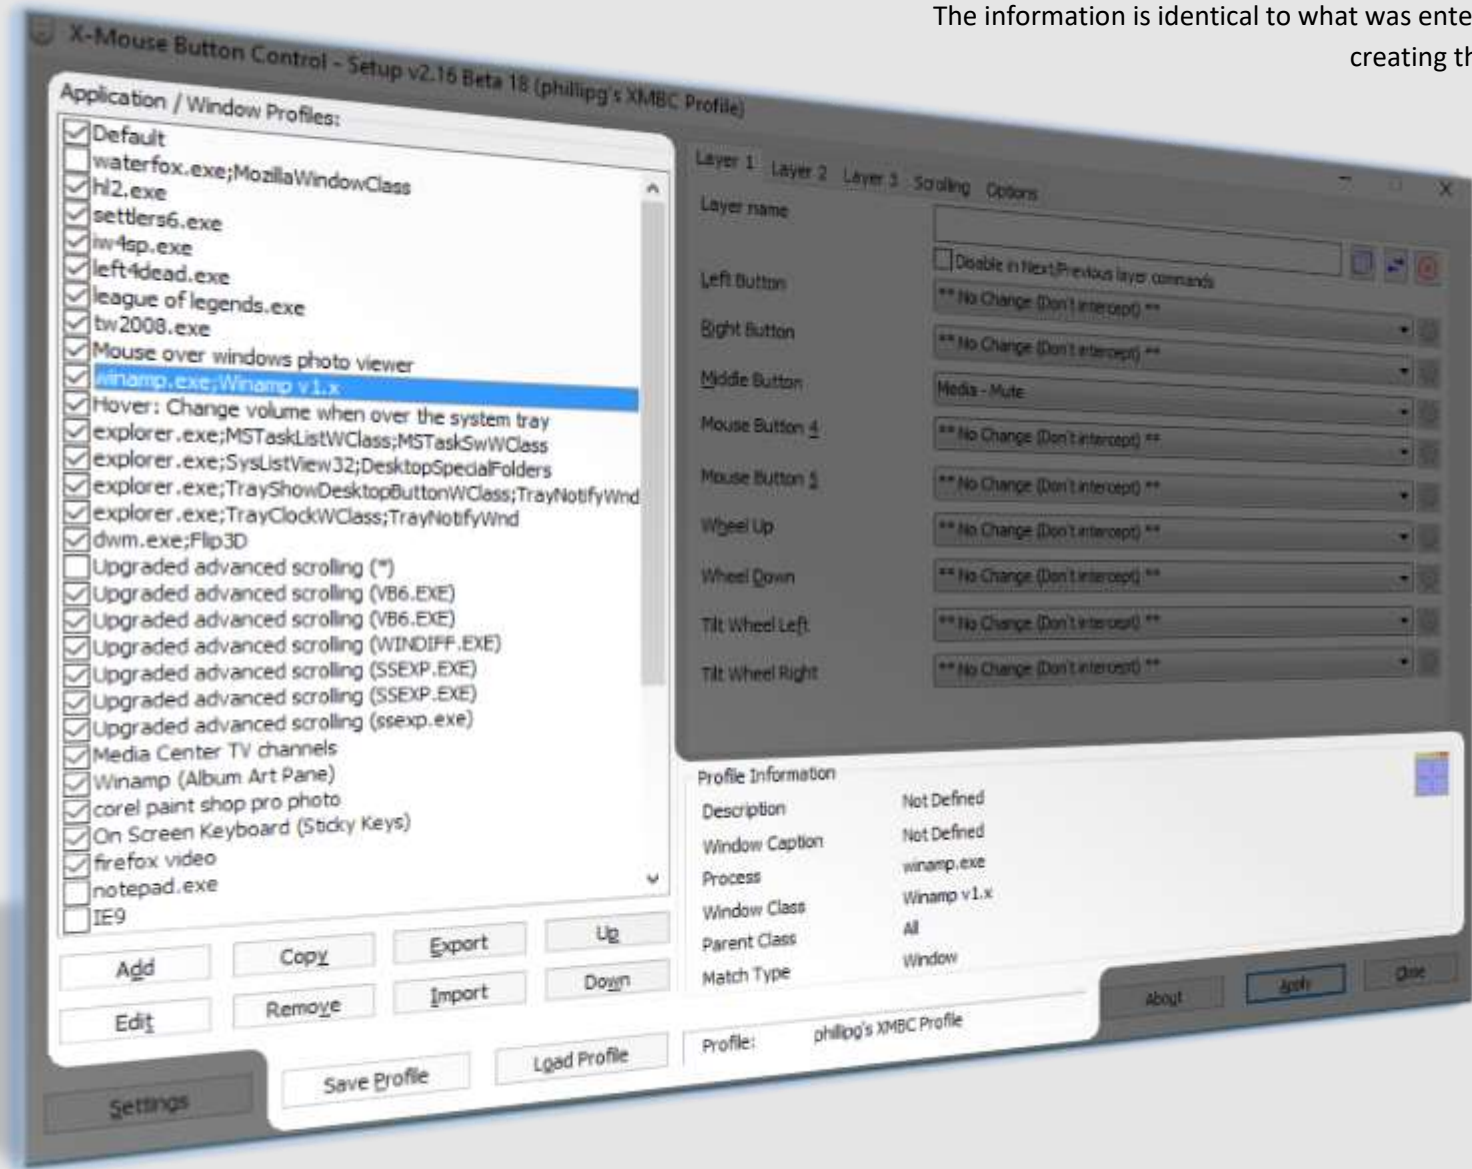 The information is identical to what was ente
creating th
X-Mouse Button Control - Setup v2.16 Beta 18 (phillipg's XMBC Profile)
Application / Window Profiles:
Default
waterfox.exe;MozillaWindowClass
hl2.exe
settlers6.exe
iw4sp.exe
left4dead.exe
league of legends.exe
tw2008.exe
Mouse over windows photo viewer
winamp.exe;Winamp v1.x
Hover: Change volume when over the system tray
explorer.exe;MSTaskListWClass;MSTaskSwWClass
explorer.exe;SysListView32;DesktopSpecialFolders
explorer.exe;TrayShowDesktopButtonWClass;TrayNotifyWnd
explorer.exe;TrayClockWClass;TrayNotifyWnd
dwm.exe;Flip3D
Upgraded advanced scrolling (*)
Upgraded advanced scrolling (VB6.EXE)
Upgraded advanced scrolling (VB6.EXE)
Upgraded advanced scrolling (WINDIFF.EXE)
Upgraded advanced scrolling (SSEXP.EXE)
Upgraded advanced scrolling (SSEXP.EXE)
Upgraded advanced scrolling (ssexp.exe)
Media Center TV channels
Winamp (Album Art Pane)
corel paint shop pro photo
On Screen Keyboard (Sticky Keys)
firefox video
notepad.exe
IE9
Add Copy Export Up
Edit Remove Import Down
Settings Save Profile Load Profile
Layer 1 Layer 2 Layer 3 Scrolling Options
Layer name
Disable in Next/Previous layer commands
Left Button ** No Change (Don't intercept) **
Right Button ** No Change (Don't intercept) **
Middle Button Media - Mute
Mouse Button 4 ** No Change (Don't intercept) **
Mouse Button 5 ** No Change (Don't intercept) **
Wheel Up ** No Change (Don't intercept) **
Wheel Down ** No Change (Don't intercept) **
Tilt Wheel Left ** No Change (Don't intercept) **
Tilt Wheel Right ** No Change (Don't intercept) **
Profile Information
Description Not Defined
Window Caption Not Defined
Process winamp.exe
Window Class Winamp v1.x
Parent Class All
Match Type Window
Profile: phillipg's XMBC Profile
About Apply Close